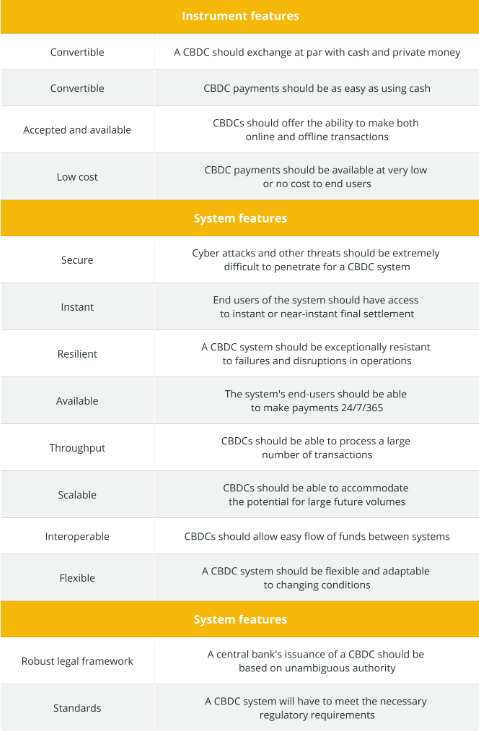 Instrument features
Convertible
A CBDC should exchange at par with cash and private money
Convertible
CBDC payments should be as easy as using cash
Accepted and available
CBDCs should offer the ability to make both
online and offline transactions
Low cost
CBDC payments should be available at very low
or no cost to end users
System features
Secure
Cyber attacks and other threats should be extremely
difficult to penetrate for a CBDC system
Instant
End users of the system should have access
to instant or near-instant final settlement
Resilient
A CBDC system should be exceptionally resistant
to failures and disruptions in operations
Available
The system's end-users should be able
to make payments 24/7/365
Throughput
CBDCs should be able to process a large
number of transactions
Scalable
CBDCs should be able to accommodate
the potential for large future volumes
Interoperable
CBDCs should allow easy flow of funds between systems
Flexible
A CBDC system should be flexible and adaptable
to changing conditions
System features
Robust legal framework
A central bank's issuance of a CBDC should be
based on unambiguous authority
Standards
A CBDC system will have to meet the necessary
regulatory requirements